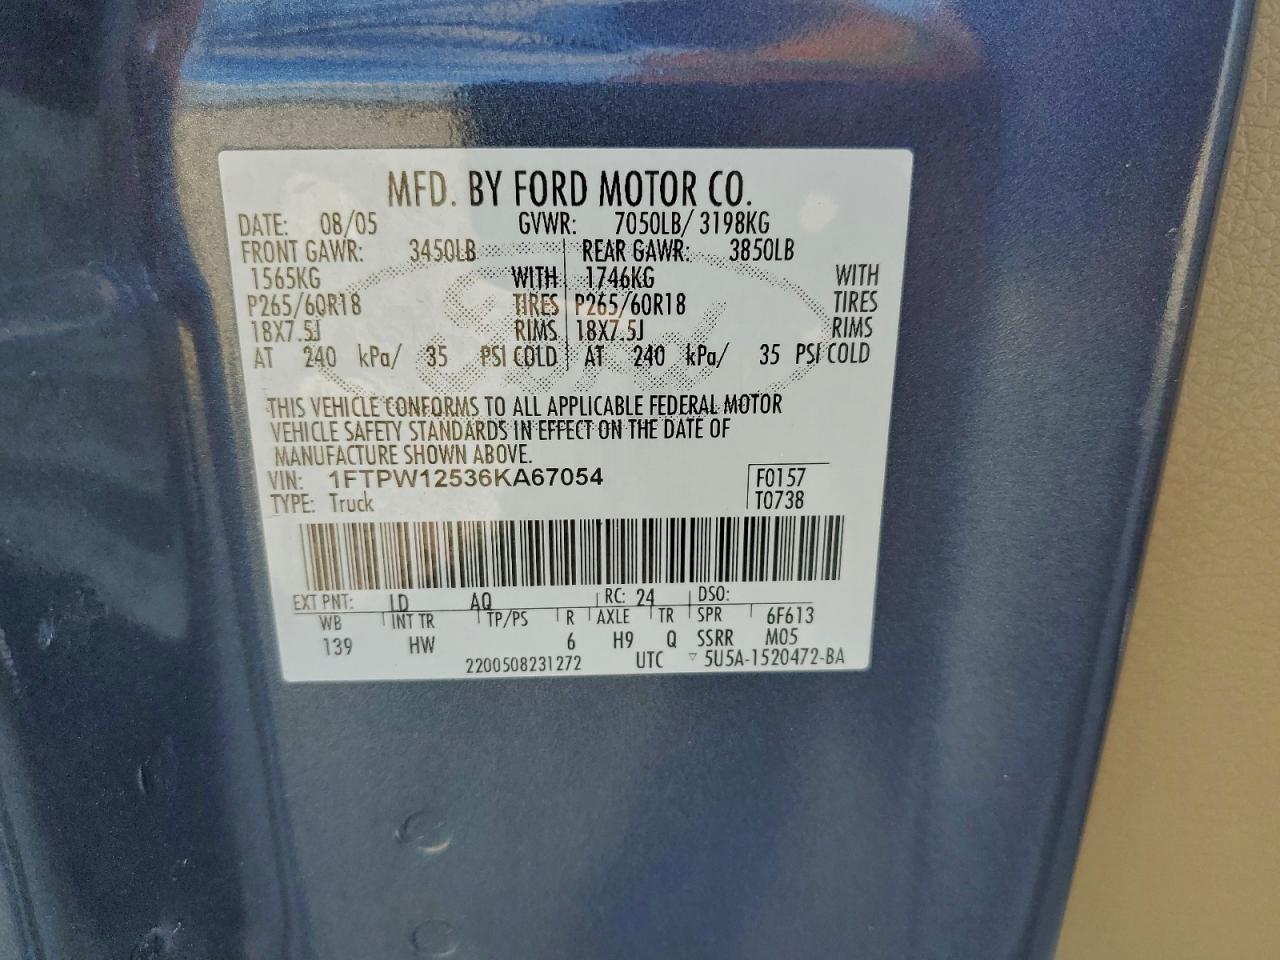 MFD. BY FORD MOTOR CO.
DATE: 08/05 GVWR: 7050LB/ 3198KG
FRONT GAWR: 3450LB REAR GAWR: 3850LB
1565KG WITH 1746KG WITH
P265/60R18 TIRES P265/60R18 TIRES
18X7.5J RIMS 18X7.5J RIMS
AT 240 kPa/ 35 PSI COLD AT 240 kPa/ 35 PSI COLD
THIS VEHICLE CONFORMS TO ALL APPLICABLE FEDERAL MOTOR
VEHICLE SAFETY STANDARDS IN EFFECT ON THE DATE OF
MANUFACTURE SHOWN ABOVE.
VIN: 1FTPW12536KA67054 F0157
TYPE: Truck T0738
EXT PNT: LD AQ RC: 24 DSO:
WB INT TR TP/PS R AXLE TR SPR 6F613
139 HW 6 H9 Q SSRR M05
2200508231272 UTC 5U5A-1520472-BA